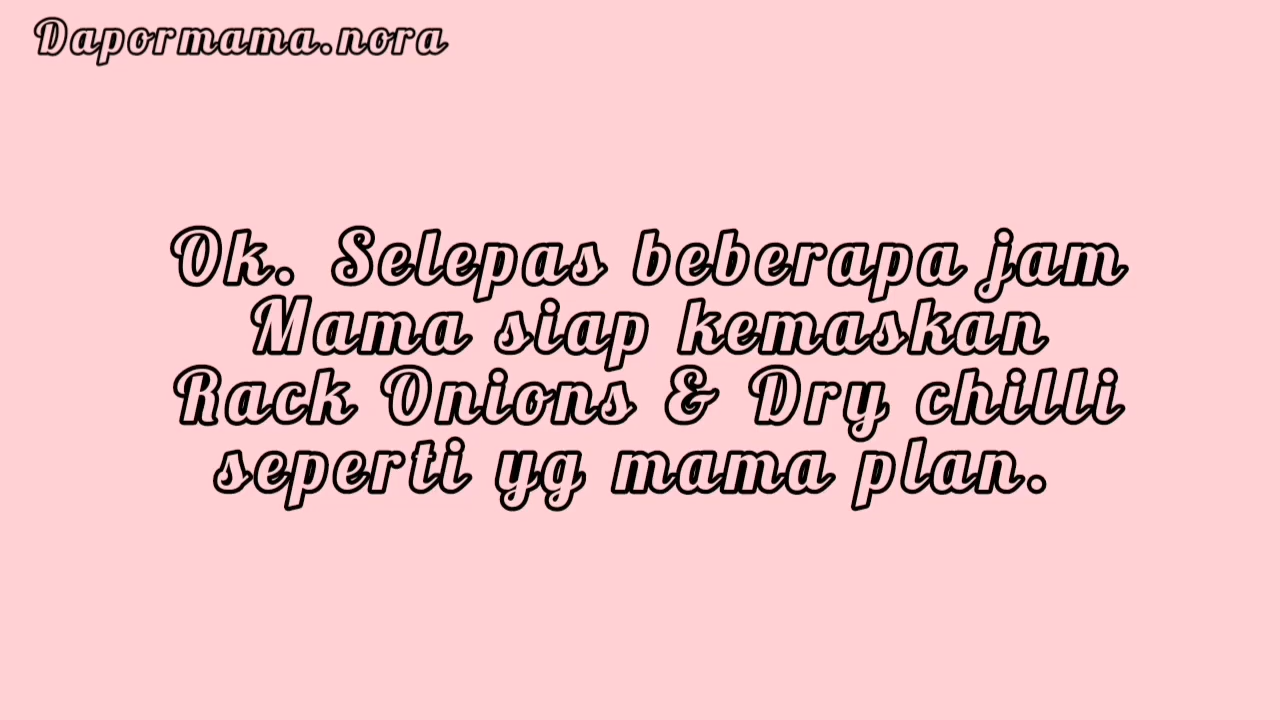 Dapormama.nora
Ok. Selepas beberapa jam
Mama siap kemaskan
Rack Onions & Dry chilli
seperti yg mama plan.